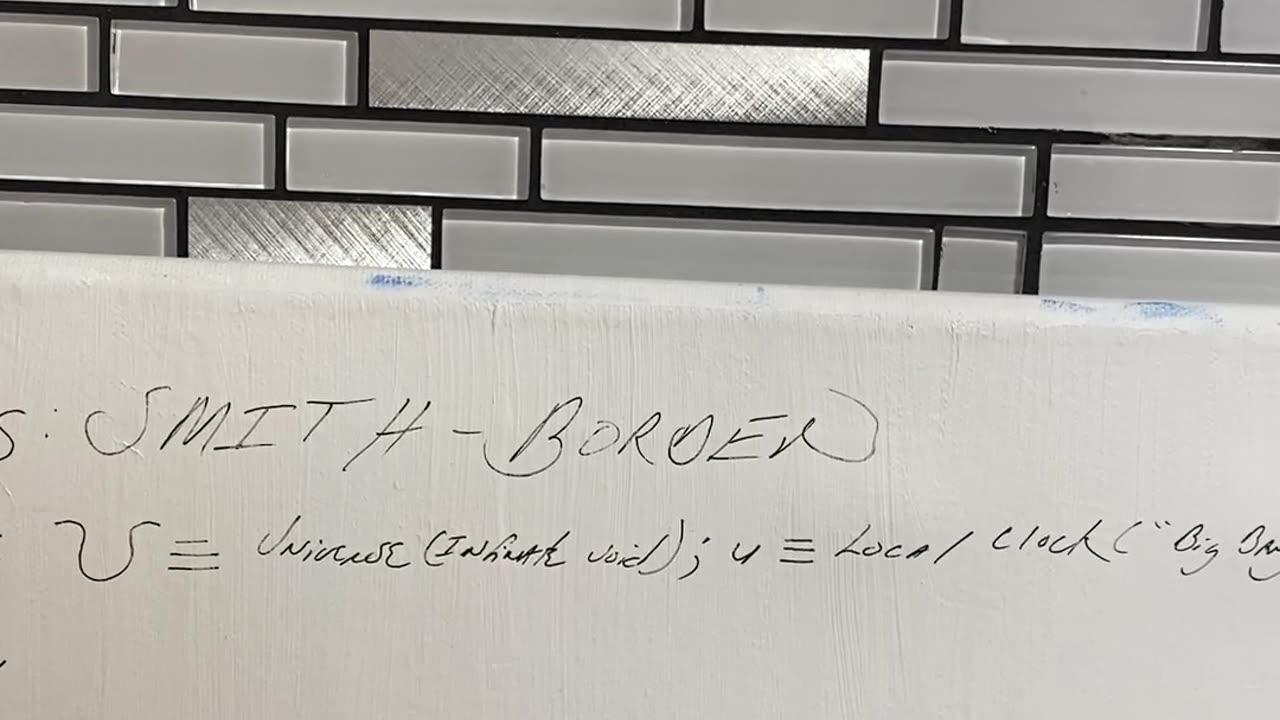 S: SMITH-BORDEN
U ≡ Universe (Infinite void); u ≡ Local Clock ("Big